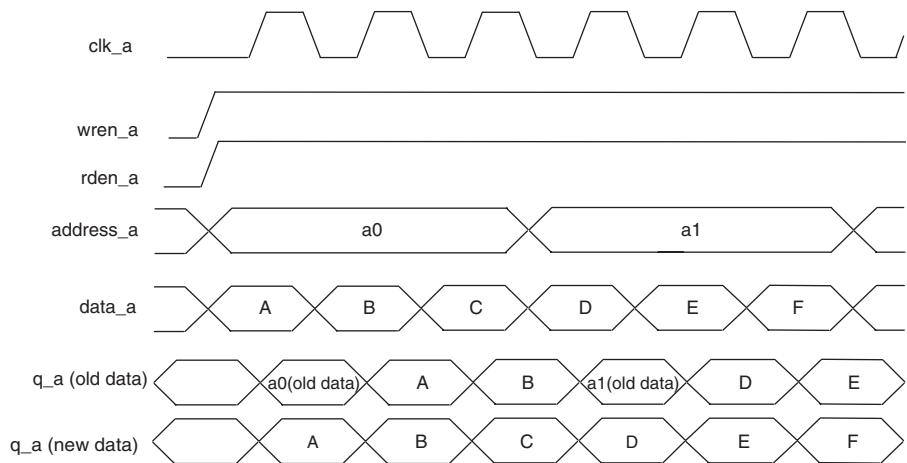 clk_a
wren_a
rden_a
address_a a0 a1
data_a A B C D E F
q_a (old data) a0(old data) A B a1(old data) D E
q_a (new data) A B C D E F